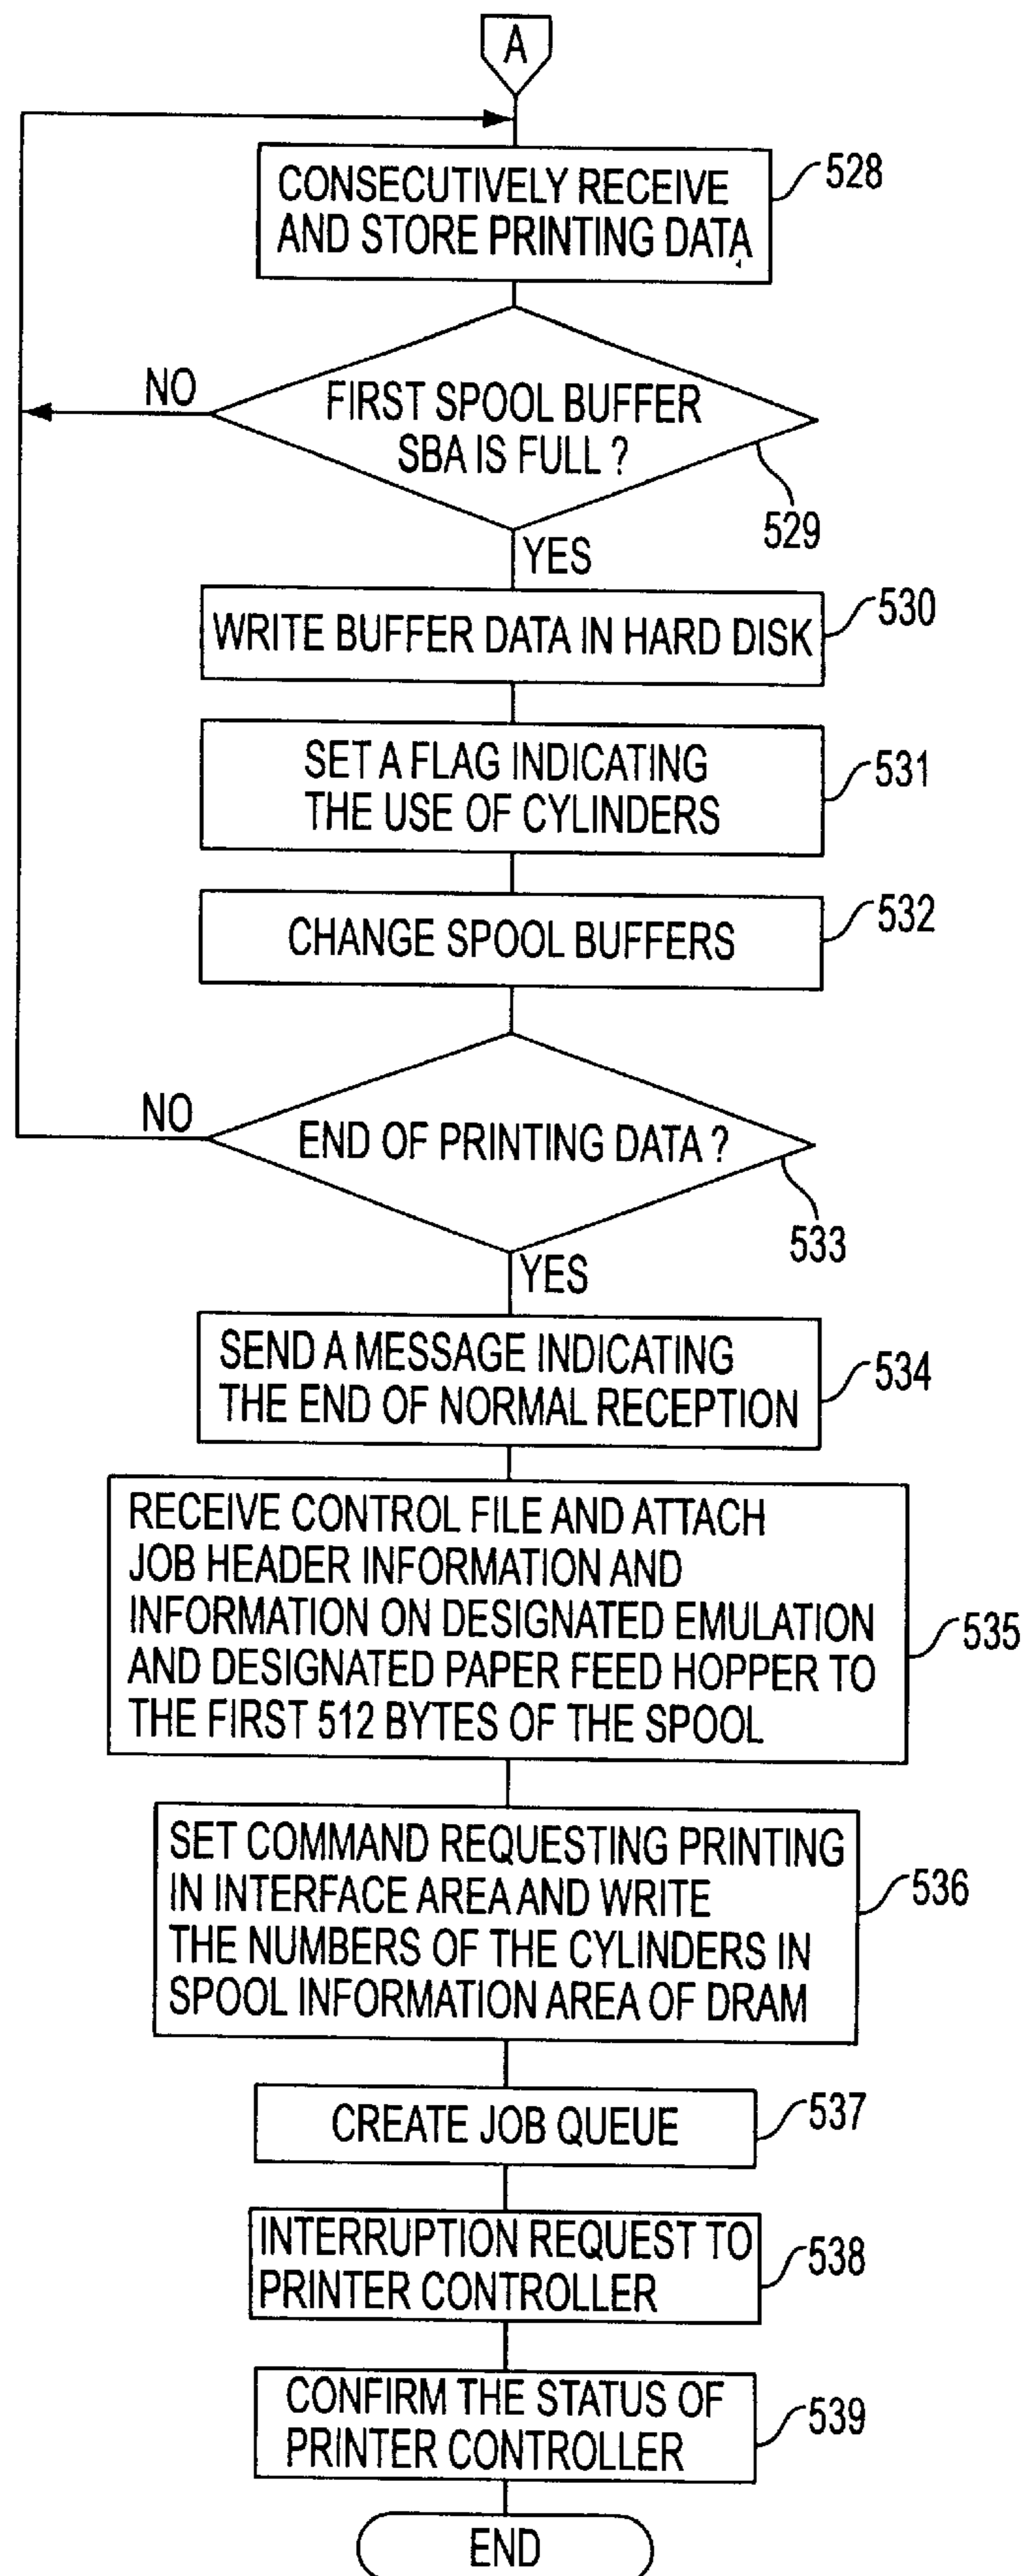 A
CONSECUTIVELY RECEIVE
AND STORE PRINTING DATA
528
NO
FIRST SPOOL BUFFER
SBA IS FULL ?
529
YES
WRITE BUFFER DATA IN HARD DISK
530
SET A FLAG INDICATING
THE USE OF CYLINDERS
531
CHANGE SPOOL BUFFERS
532
NO
END OF PRINTING DATA ?
533
YES
SEND A MESSAGE INDICATING
THE END OF NORMAL RECEPTION
534
RECEIVE CONTROL FILE AND ATTACH
JOB HEADER INFORMATION AND
INFORMATION ON DESIGNATED EMULATION
AND DESIGNATED PAPER FEED HOPPER TO
THE FIRST 512 BYTES OF THE SPOOL
535
SET COMMAND REQUESTING PRINTING
IN INTERFACE AREA AND WRITE
THE NUMBERS OF THE CYLINDERS IN
SPOOL INFORMATION AREA OF DRAM
536
CREATE JOB QUEUE
537
INTERRUPTION REQUEST TO
PRINTER CONTROLLER
538
CONFIRM THE STATUS OF
PRINTER CONTROLLER
539
END